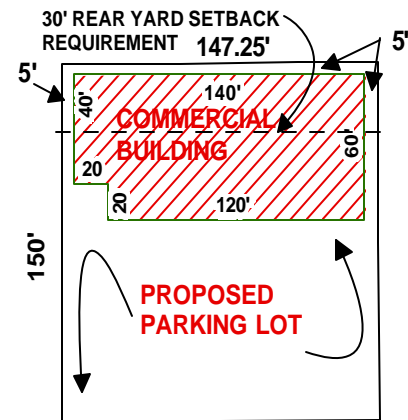 30' REAR YARD SETBACK
REQUIREMENT 147.25'
5'
5'
140'
40'
COMMERCIAL
BUILDING
60'
20
20
120'
150'
PROPOSED
PARKING LOT